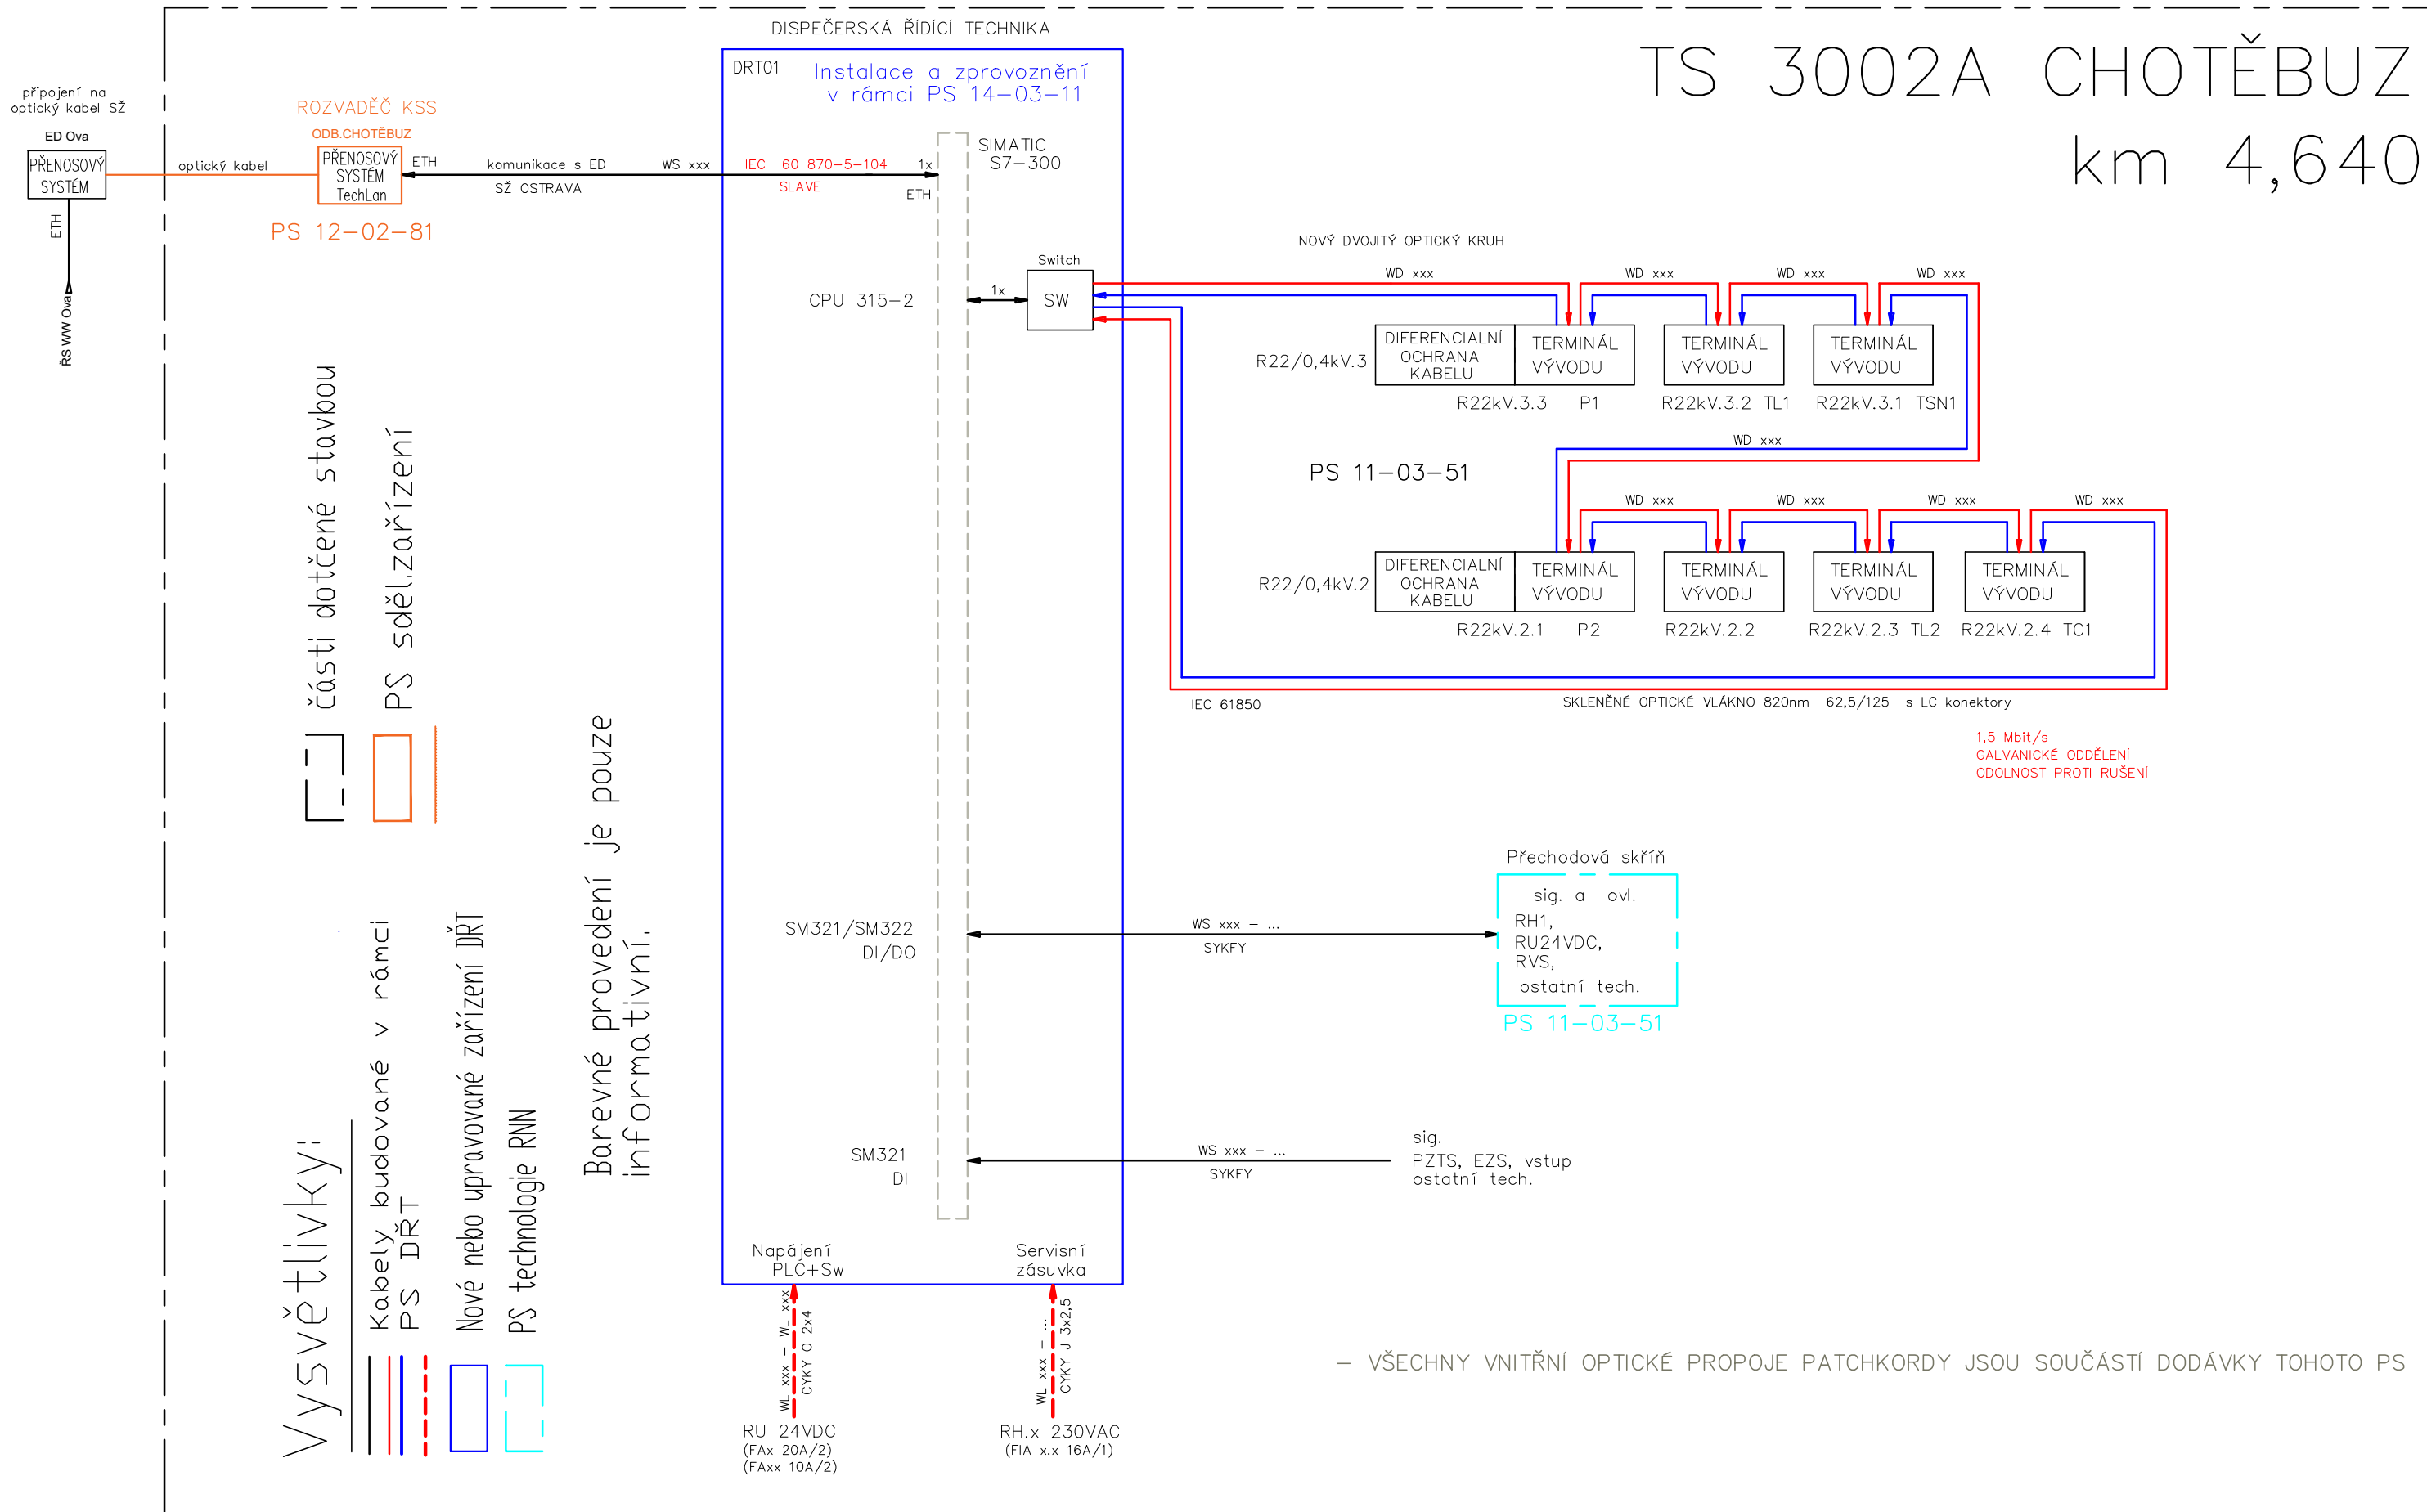 DISPEČERSKÁ ŘÍDÍCÍ TECHNIKA
TS 3002A CHOTĚBUZ
km 4,640
DRT01
Instalace a zprovoznění
v rámci PS 14-03-11
připojení na
optický kabel SŽ
ED Ova
PŘENOSOVÝ
SYSTÉM
ETH
ŘS WW Ova
optický kabel
ROZVADĚČ KSS
ODB.CHOTĚBUZ
PŘENOSOVÝ
SYSTÉM
TechLan
PS 12-02-81
ETH
komunikace s ED
SŽ OSTRAVA
WS xxx
IEC 60 870-5-104
SLAVE
1x
ETH
SIMATIC
S7-300
CPU 315-2
1x
Switch
SW
NOVÝ DVOJITÝ OPTICKÝ KRUH
WD xxx
WD xxx
WD xxx
WD xxx
R22/0,4kV.3
DIFERENCIALNÍ
OCHRANA
KABELU
TERMINÁL
VÝVODU
TERMINÁL
VÝVODU
TERMINÁL
VÝVODU
R22kV.3.3 P1
R22kV.3.2 TL1
R22kV.3.1 TSN1
WD xxx
PS 11-03-51
WD xxx
WD xxx
WD xxx
WD xxx
R22/0,4kV.2
DIFERENCIALNÍ
OCHRANA
KABELU
TERMINÁL
VÝVODU
TERMINÁL
VÝVODU
TERMINÁL
VÝVODU
TERMINÁL
VÝVODU
R22kV.2.1 P2
R22kV.2.2
R22kV.2.3 TL2
R22kV.2.4 TC1
IEC 61850
SKLENĚNÉ OPTICKÉ VLÁKNO 820nm 62,5/125 s LC konektory
1,5 Mbit/s
GALVANICKÉ ODDĚLENÍ
ODOLNOST PROTI RUŠENÍ
SM321/SM322
DI/DO
WS xxx - ...
SYKFY
Přechodová skříň
sig. a ovl.
RH1,
RU24VDC,
RVS,
ostatní tech.
PS 11-03-51
SM321
DI
WS xxx - ...
SYKFY
sig.
PZTS, EZS, vstup
ostatní tech.
Napájení
PLC+Sw
Servisní
zásuvka
WL xxx - WL xxx
CYKY O 2x4
WL xxx - ...
CYKY J 3x2,5
RU 24VDC
(FAx 20A/2)
(FAxx 10A/2)
RH.x 230VAC
(FIA x.x 16A/1)
- VŠECHNY VNITŘNÍ OPTICKÉ PROPOJE PATCHKORDY JSOU SOUČÁSTÍ DODÁVKY TOHOTO PS
Vysvětlivky:
Kabely budované v rámci
PS DŘT
Nové nebo upravované zařízení DŘT
PS technologie RNN
části dotčené stavbou
PS sděl.zařízení
Barevné provedení je pouze
informativní.